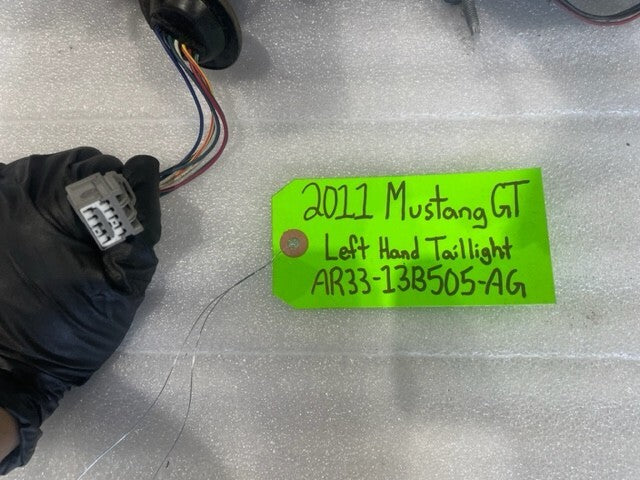 2011 Mustang GT
Left Hand Taillight
AR33-13B505-AG